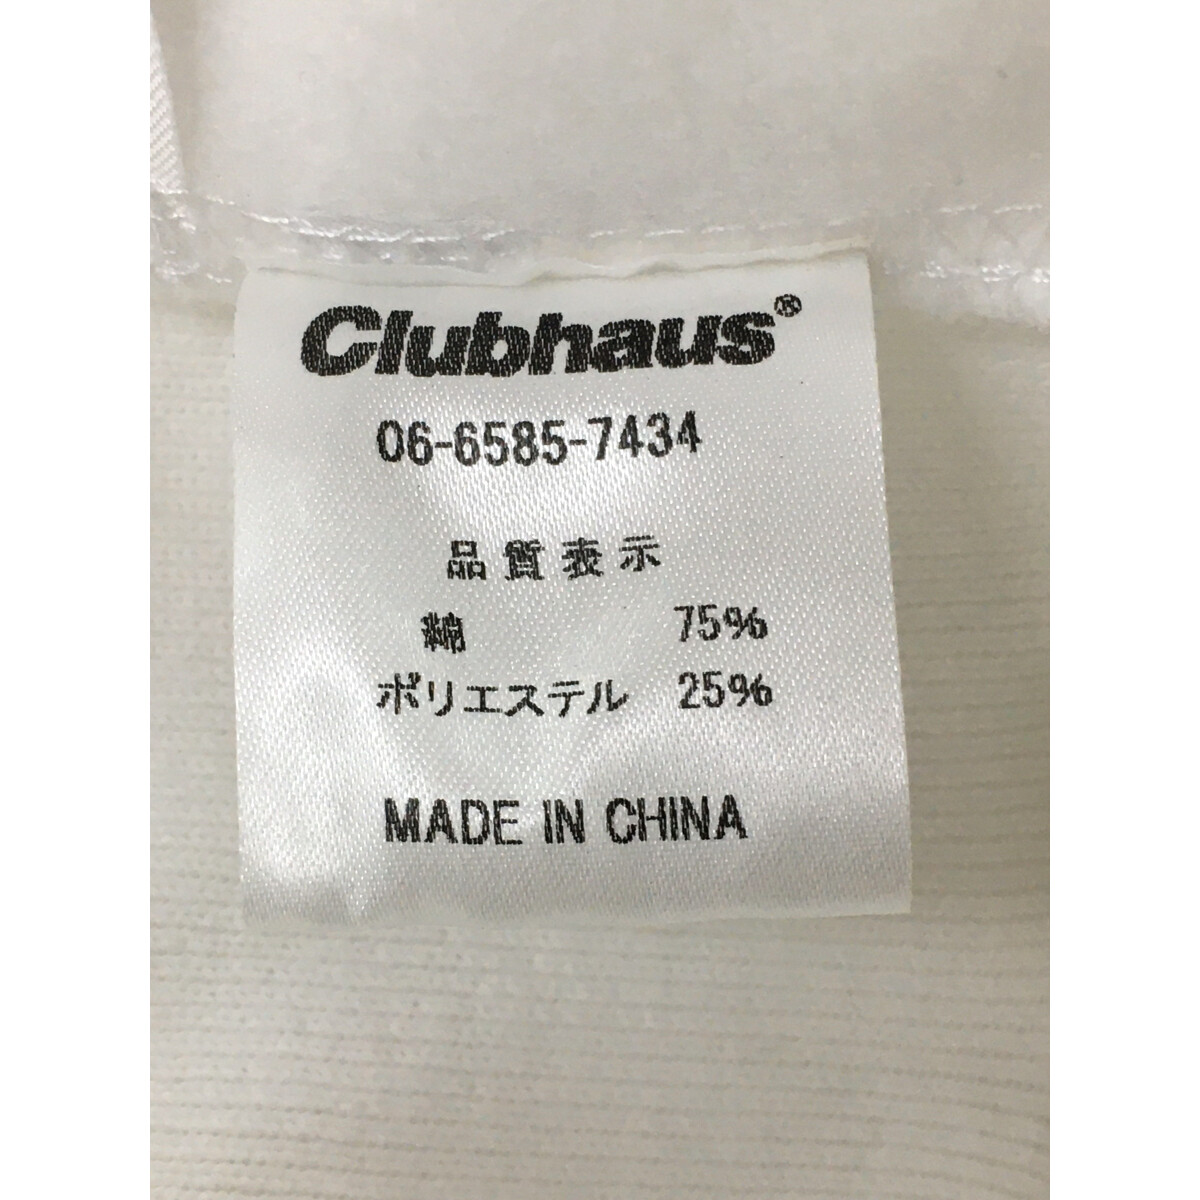 Clubhaus®
06-6585-7434
品質表示
綿 75%
ポリエステル 25%
MADE IN CHINA